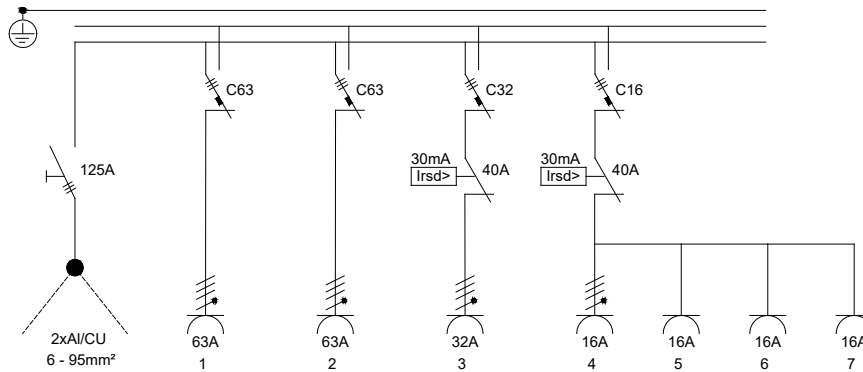 C63
C63
C32
C16
125A
30mA
Irsd>
40A
30mA
Irsd>
40A
2xAl/CU
6 - 95mm²
63A
1
63A
2
32A
3
16A
4
16A
5
16A
6
16A
7